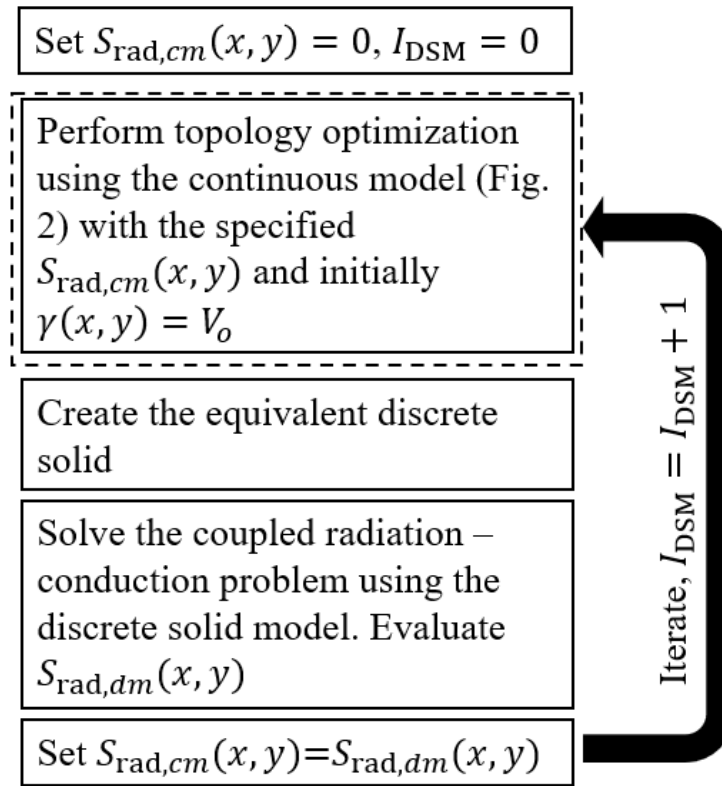 Set S_rad,cm(x, y) = 0, I_DSM = 0
Perform topology optimization
using the continuous model (Fig.
2) with the specified
S_rad,cm(x, y) and initially
γ(x, y) = V_o
Create the equivalent discrete
solid
Solve the coupled radiation –
conduction problem using the
discrete solid model. Evaluate
S_rad,dm(x, y)
Set S_rad,cm(x, y)=S_rad,dm(x, y)
Iterate, I_DSM = I_DSM + 1